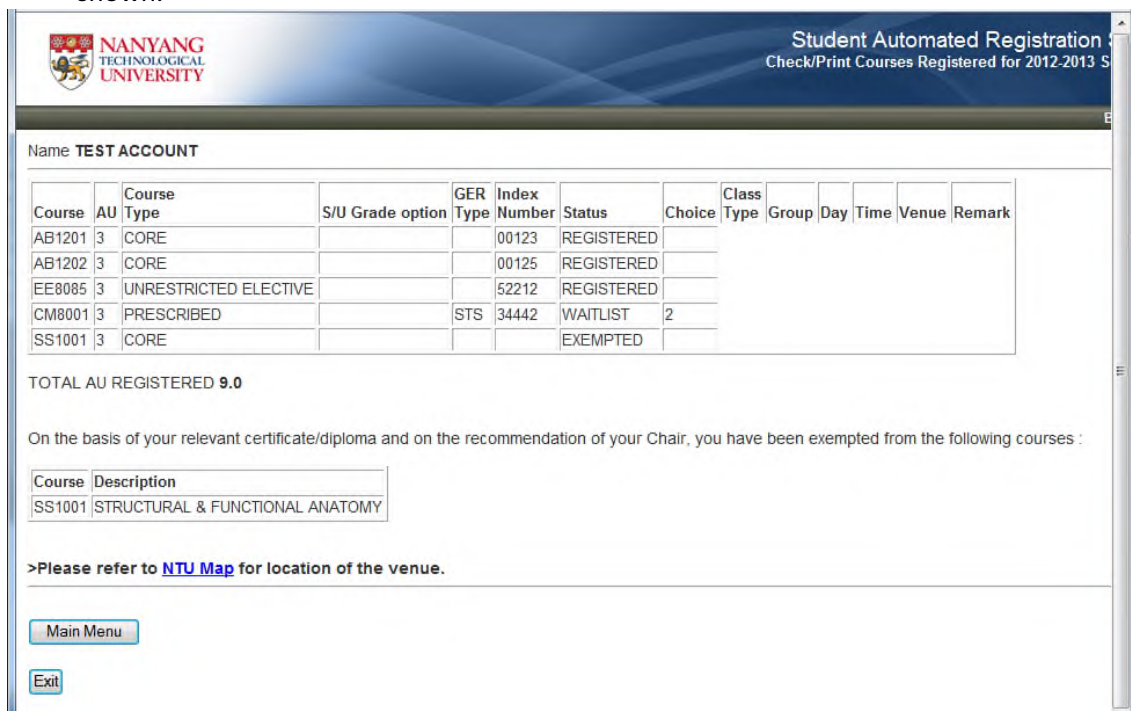 NANYANG
TECHNOLOGICAL
UNIVERSITY
Student Automated Registration
Check/Print Courses Registered for 2012-2013 S
Name TEST ACCOUNT
Course AU Course Type S/U Grade option GER Type Index Number Status Choice Class Type Group Day Time Venue Remark
AB1201 3 CORE 00123 REGISTERED
AB1202 3 CORE 00125 REGISTERED
EE8085 3 UNRESTRICTED ELECTIVE 52212 REGISTERED
CM8001 3 PRESCRIBED STS 34442 WAITLIST 2
SS1001 3 CORE EXEMPTED
TOTAL AU REGISTERED 9.0
On the basis of your relevant certificate/diploma and on the recommendation of your Chair, you have been exempted from the following courses :
Course Description
SS1001 STRUCTURAL & FUNCTIONAL ANATOMY
>Please refer to NTU Map for location of the venue.
Main Menu
Exit